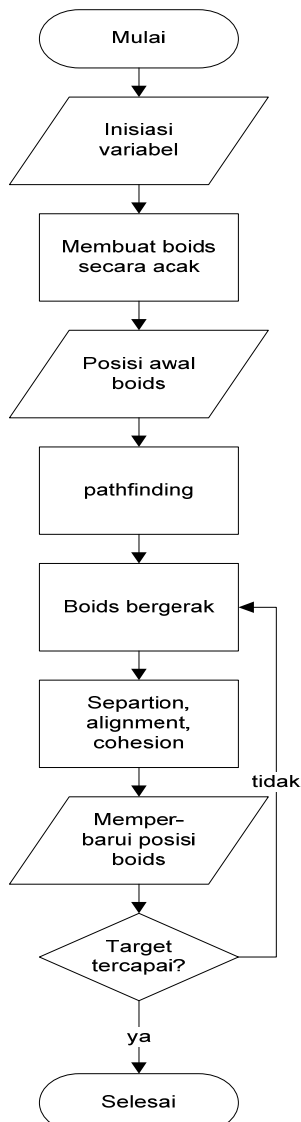 Mulai
Inisiasi
variabel
Membuat boids
secara acak
Posisi awal
boids
pathfinding
Boids bergerak
Separtion,
alignment,
cohesion
tidak
Memper-
barui posisi
boids
Target
tercapai?
ya
Selesai